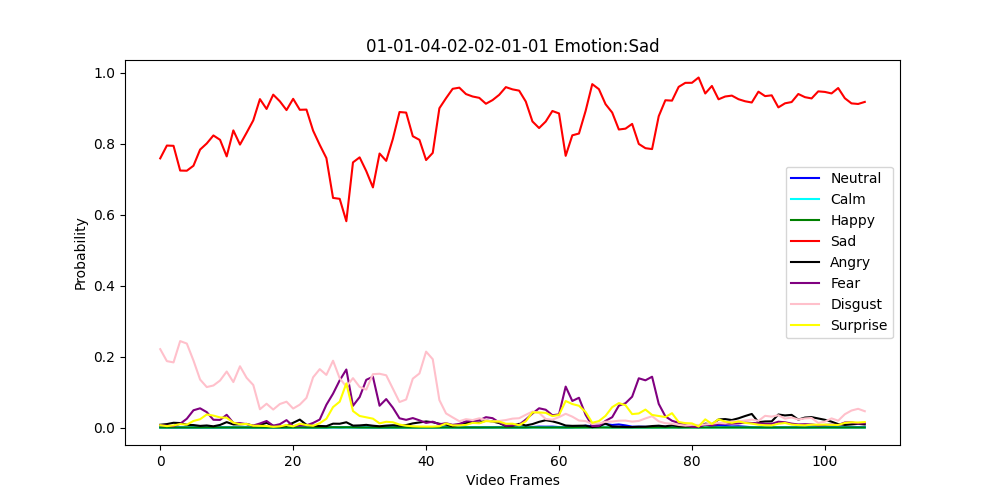 01-01-04-02-02-01-01 Emotion:Sad
1.0
0.8
0.6
0.4
0.2
0.0
Probability
0 20 40 60 80 100
Video Frames
Neutral
Calm
Happy
Sad
Angry
Fear
Disgust
Surprise